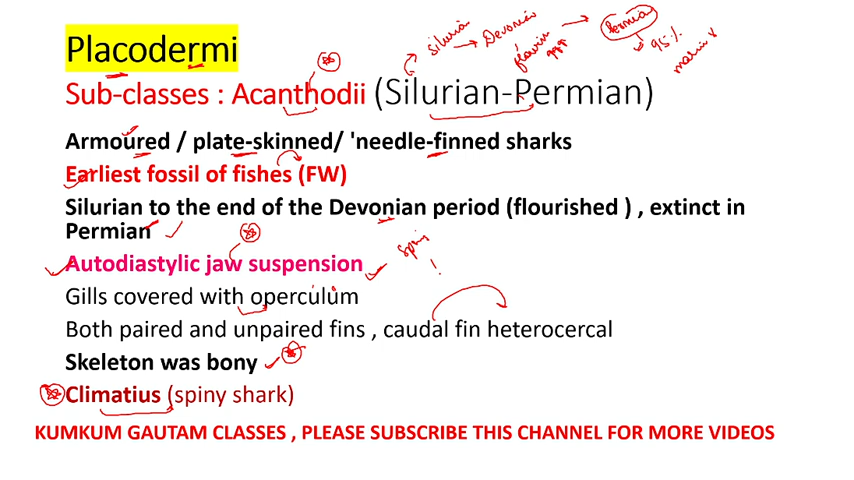 Placodermi
Silurian → Devonian → Permian
95%
Sub-classes : Acanthodii (Silurian-Permian)
Armoured / plate-skinned/ 'needle-finned sharks
Earliest fossil of fishes (FW)
Silurian to the end of the Devonian period (flourished ) , extinct in
Permian
Autodiastylic jaw suspension
Spiny
Gills covered with operculum
Both paired and unpaired fins , caudal fin heterocercal
Skeleton was bony
Climatius (spiny shark)
KUMKUM GAUTAM CLASSES , PLEASE SUBSCRIBE THIS CHANNEL FOR MORE VIDEOS